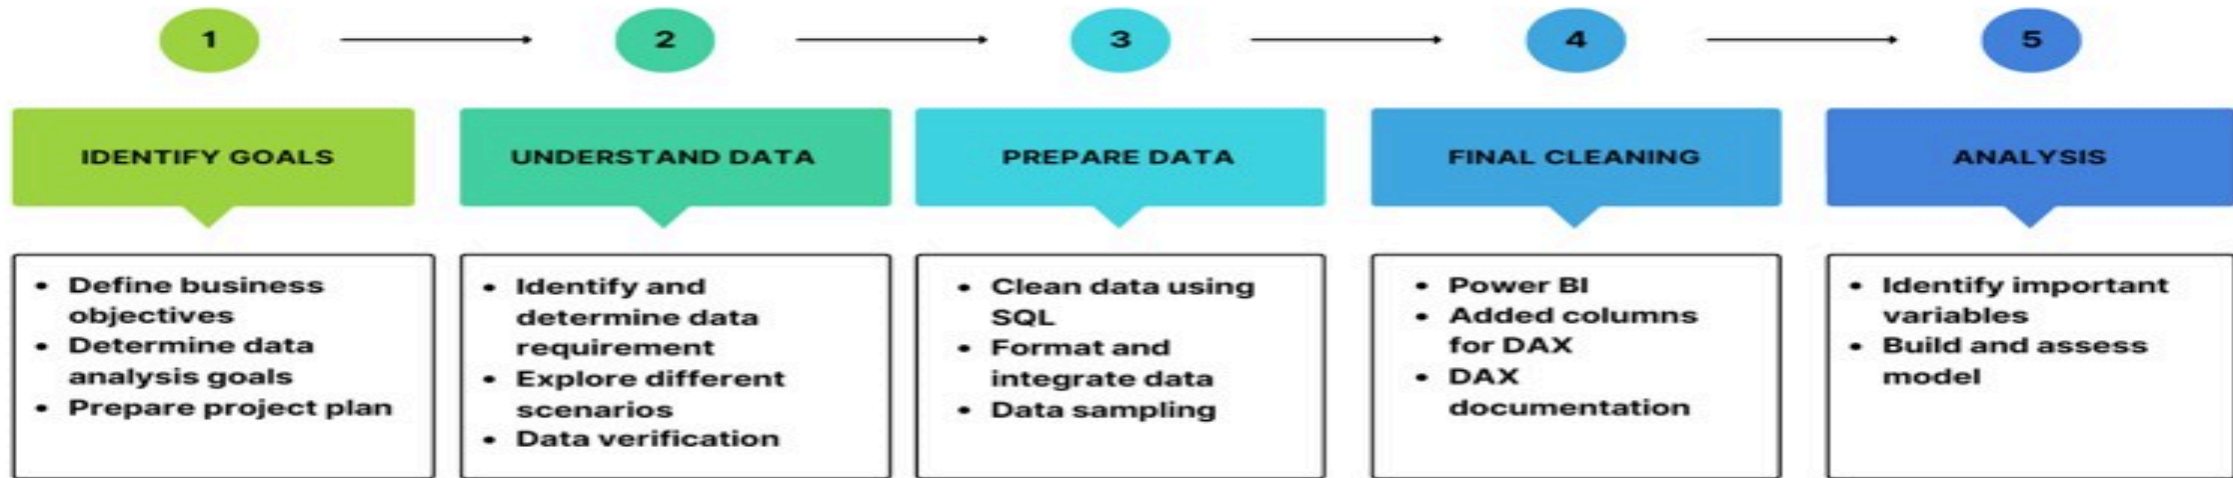 1
2
3
4
5
IDENTIFY GOALS
UNDERSTAND DATA
PREPARE DATA
FINAL CLEANING
ANALYSIS
• Define business
objectives
• Determine data
analysis goals
• Prepare project plan
• Identify and
determine data
requirement
• Explore different
scenarios
• Data verification
• Clean data using
SQL
• Format and
integrate data
• Data sampling
• Power BI
• Added columns
for DAX
• DAX
documentation
• Identify important
variables
• Build and assess
model